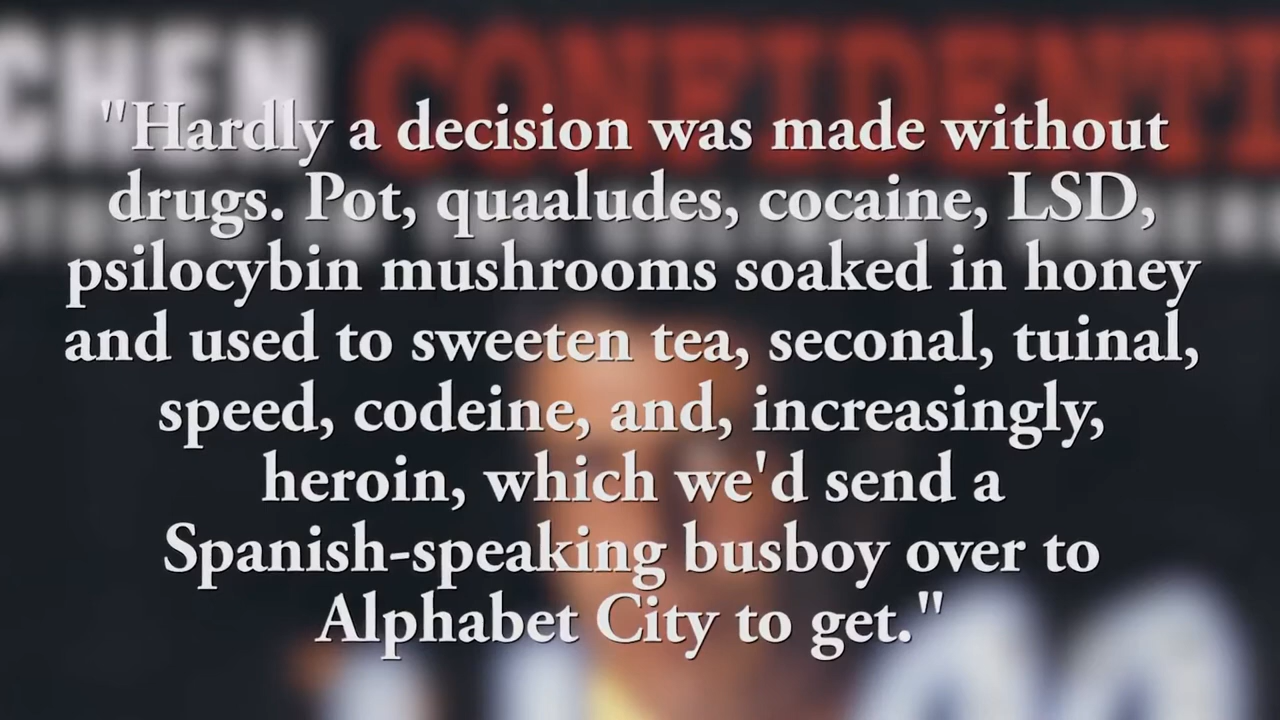 CHEN CONFIDENTI
"Hardly a decision was made without
drugs. Pot, quaaludes, cocaine, LSD,
psilocybin mushrooms soaked in honey
and used to sweeten tea, seconal, tuinal,
speed, codeine, and, increasingly,
heroin, which we'd send a
Spanish-speaking busboy over to
Alphabet City to get."